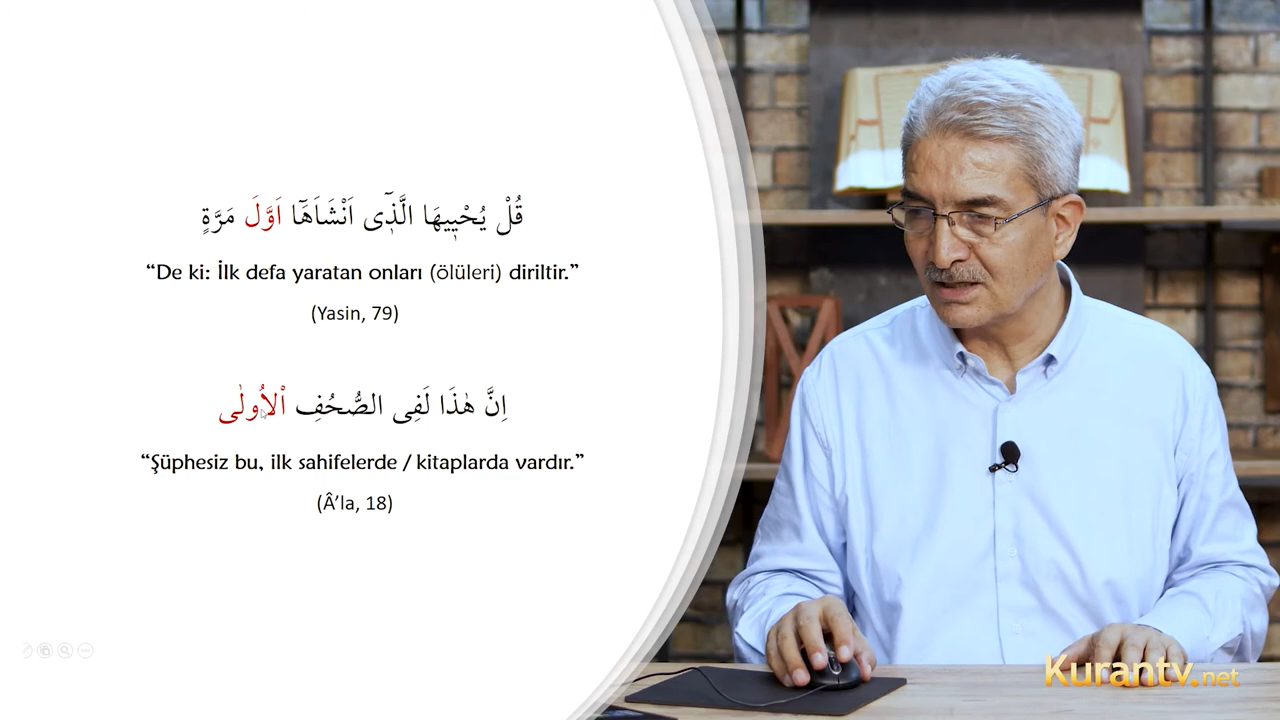 قُلْ يُحْيِيهَا الَّذِٓى اَنْشَاَهَٓا اَوَّلَ مَرَّةٍ
“De ki: İlk defa yaratan onları (ölüleri) diriltir.”
(Yasin, 79)
اِنَّ هٰذَا لَفِى الصُّحُفِ اْلاُولٰى
“Şüphesiz bu, ilk sahifelerde / kitaplarda vardır.”
(Â’la, 18)
Kurantv.net